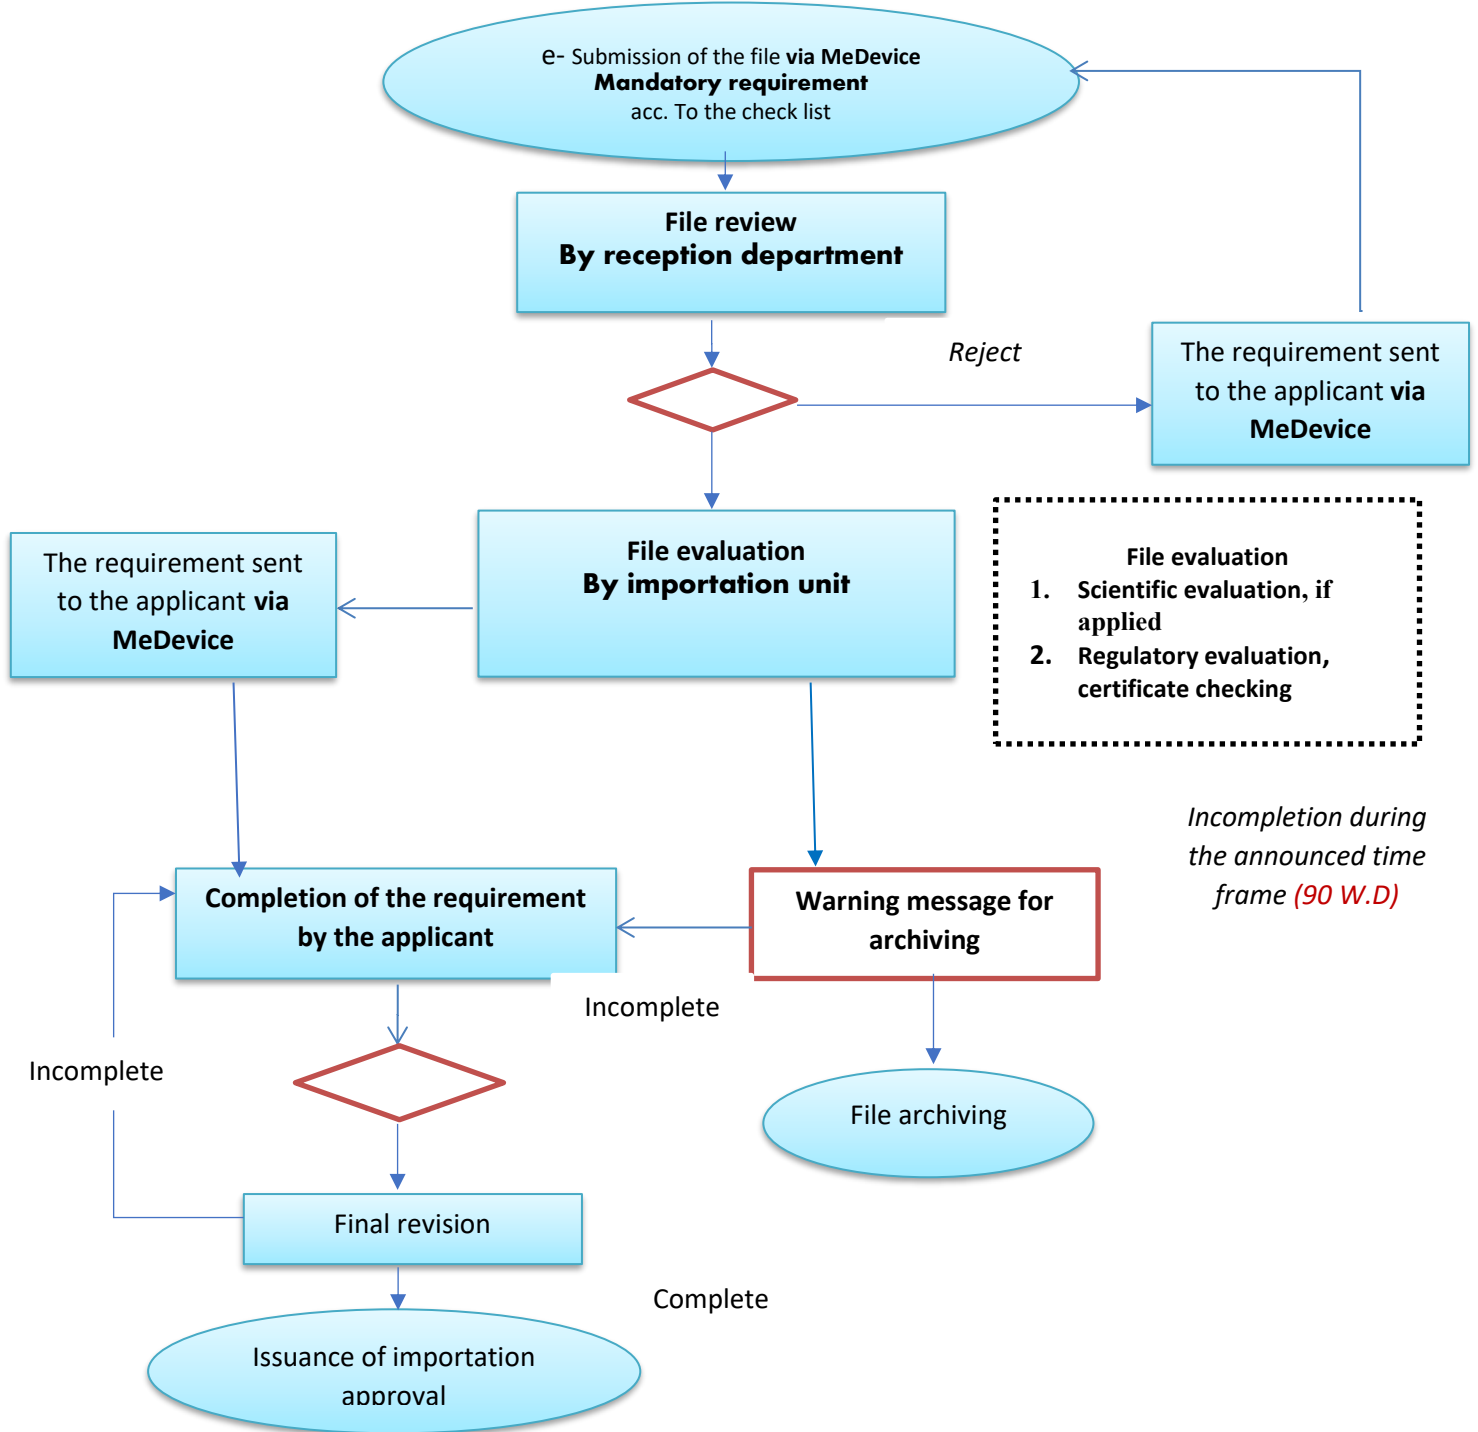 e- Submission of the file via MeDevice
Mandatory requirement
acc. To the check list
File review
By reception department
Reject
The requirement sent
to the applicant via
MeDevice
File evaluation
By importation unit
The requirement sent
to the applicant via
MeDevice
File evaluation
1. Scientific evaluation, if
applied
2. Regulatory evaluation,
certificate checking
Incompletion during
the announced time
frame (90 W.D)
Completion of the requirement
by the applicant
Warning message for
archiving
Incomplete
Incomplete
File archiving
Final revision
Complete
Issuance of importation
approval